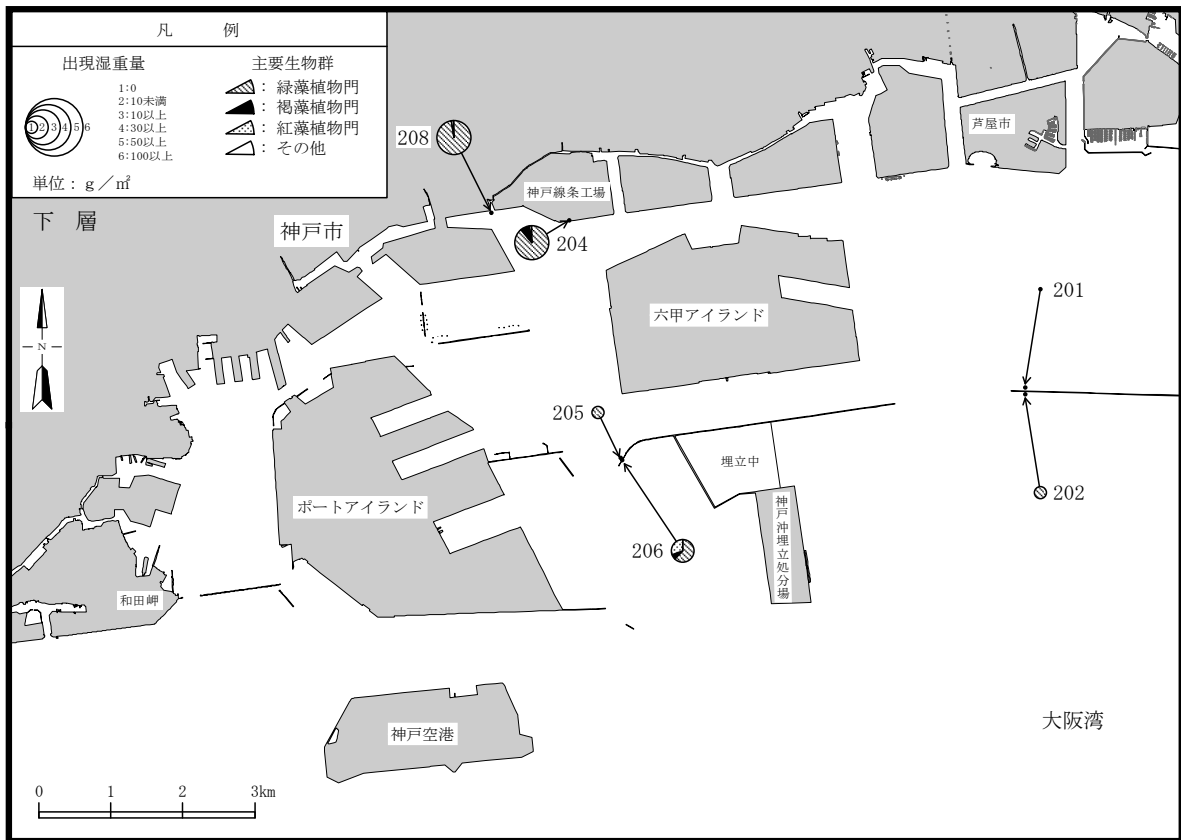 凡　例
出現湿重量
1:0
2:10未満
3:10以上
4:30以上
5:50以上
6:100以上
1 2 3 4 5 6
単位：g／㎡
主要生物群
：緑藻植物門
：褐藻植物門
：紅藻植物門
：その他
下　層
N
208
神戸市
神戸線条工場
204
芦屋市
六甲アイランド
201
205
埋立中
202
ポートアイランド
206
神戸沖埋立処分場
和田岬
神戸空港
大阪湾
0 1 2 3km